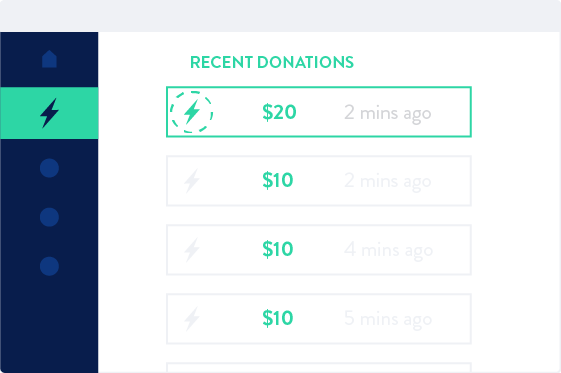 RECENT DONATIONS
$20 2 mins ago
$10 2 mins ago
$10 4 mins ago
$10 5 mins ago